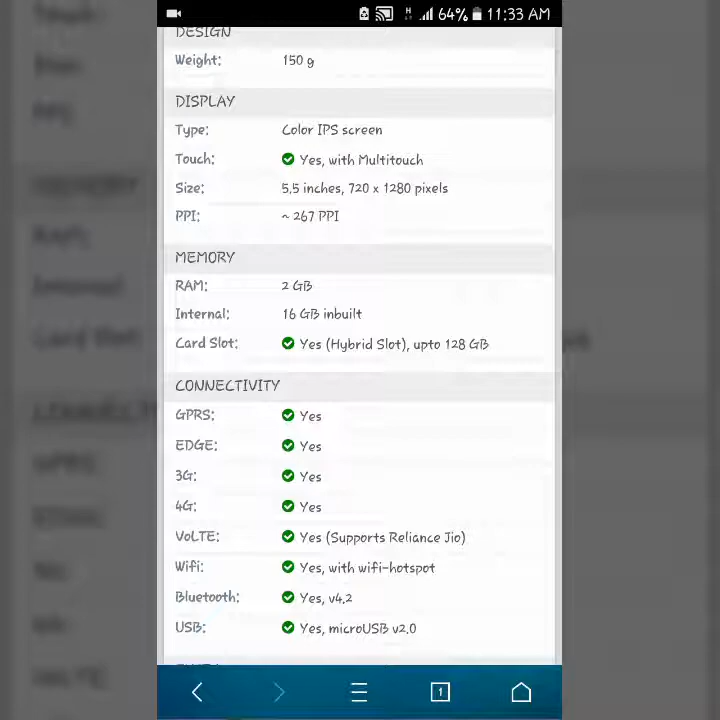 H 64% 11:33 AM
DESIGN
Weight: 150 g
DISPLAY
Type: Color IPS screen
Touch: Yes, with Multitouch
Size: 5.5 inches, 720 x 1280 pixels
PPI: ~ 267 PPI
MEMORY
RAM: 2 GB
Internal: 16 GB inbuilt
Card Slot: Yes (Hybrid Slot), upto 128 GB
CONNECTIVITY
GPRS: Yes
EDGE: Yes
3G: Yes
4G: Yes
VoLTE: Yes (Supports Reliance Jio)
Wifi: Yes, with wifi-hotspot
Bluetooth: Yes, v4.2
USB: Yes, microUSB v2.0
1